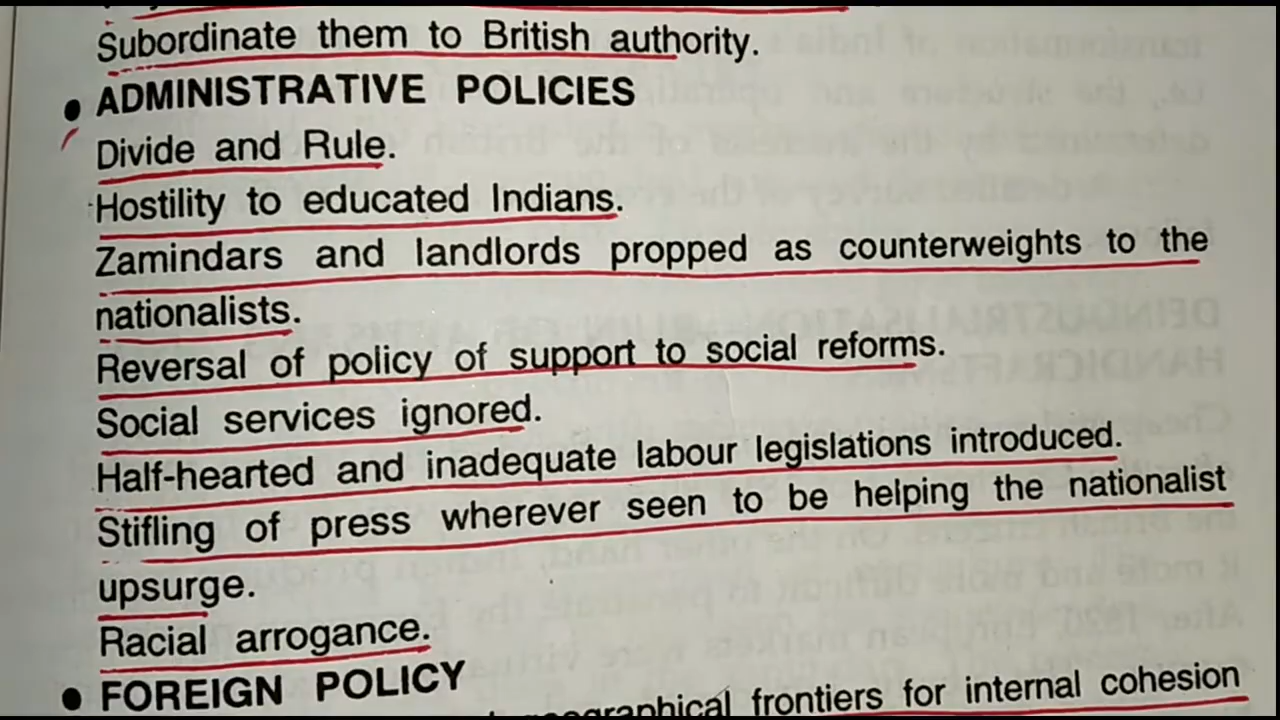 Subordinate them to British authority.
• ADMINISTRATIVE POLICIES
Divide and Rule.
Hostility to educated Indians.
Zamindars and landlords propped as counterweights to the
nationalists.
Reversal of policy of support to social reforms.
Social services ignored.
Half-hearted and inadequate labour legislations introduced.
Stifling of press wherever seen to be helping the nationalist
upsurge.
Racial arrogance.
• FOREIGN POLICY
frontiers for internal cohesion